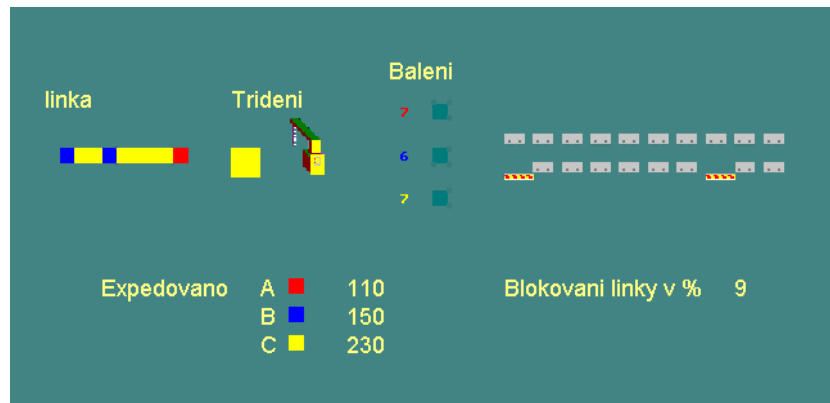 Baleni
linka Trideni
7
6
7
Expedovano A 110 Blokovani linky v % 9
B 150
C 230